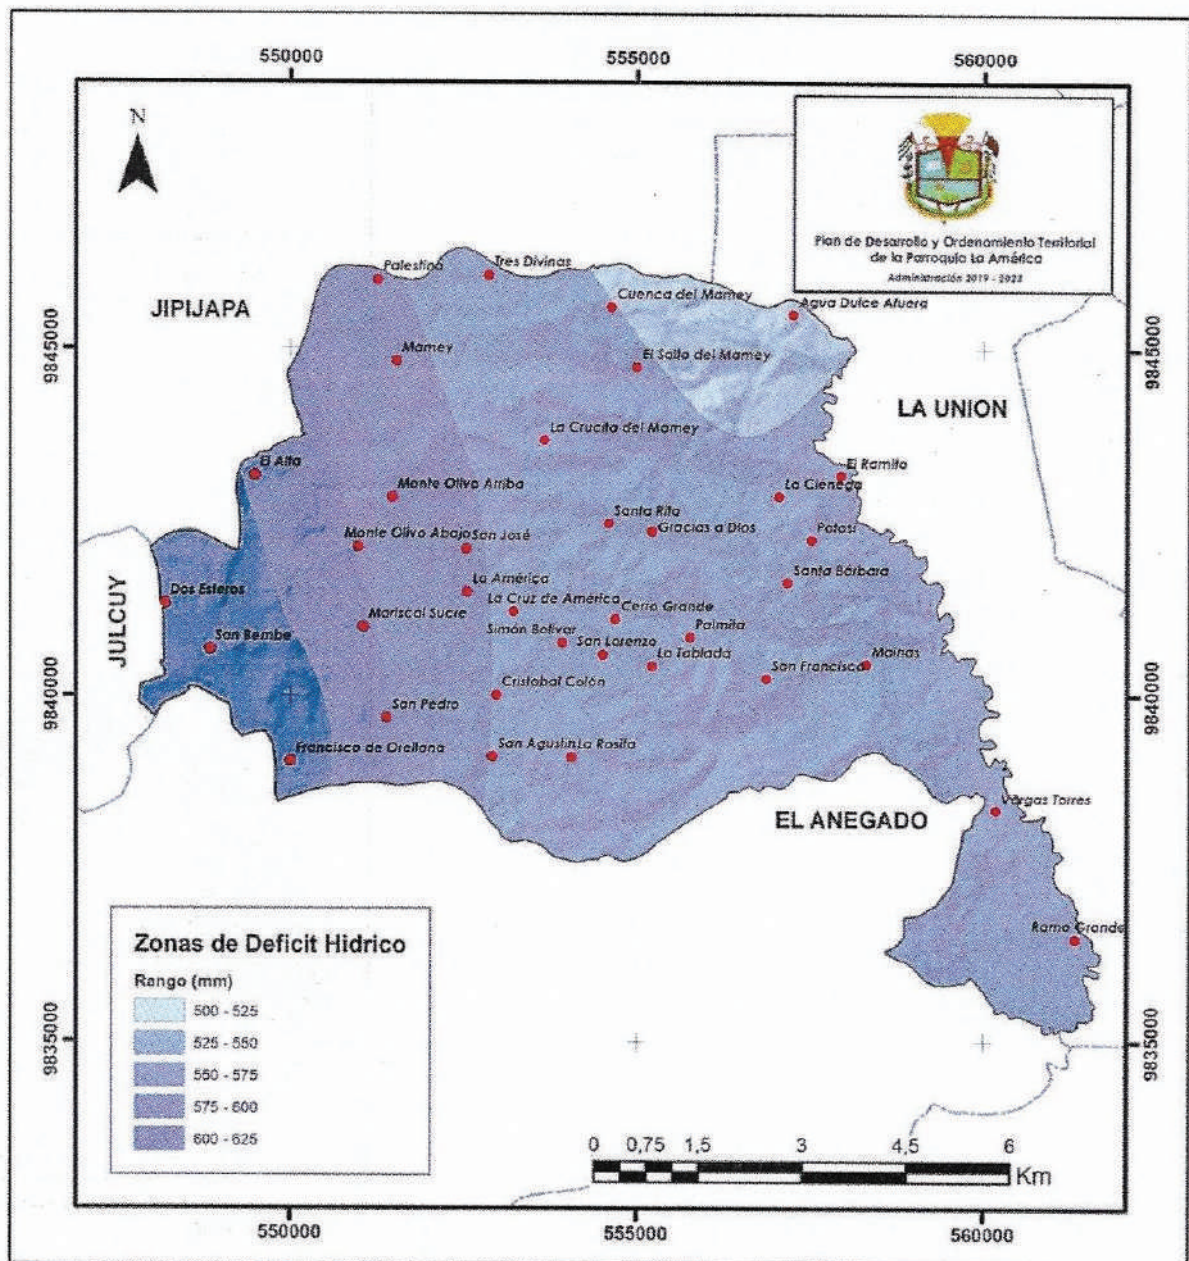 550000
555000
560000
N
Plan de Desarrollo y Ordenamiento Territorial
de la Parroquia La América
Administración 2019 - 2023
JIPIJAPA
Palestina
Tres Divinas
Cuenca del Mamey
Agua Dulce Afuera
9845000
9845000
Mamey
El Salto del Mamey
LA UNION
La Crucita del Mamey
El Alta
El Ramito
Monte Olivo Arriba
La Cienega
Santa Rita
Gracias a Dios
Potosí
Monte Olivo Abajo
San José
JULCUY
Dos Esteros
La América
Santa Bárbara
La Cruz de América
Mariscal Sucre
Cerro Grande
San Bembe
Simón Bolívar
San Lorenzo
Palmita
La Tablada
San Francisco
Mainas
9840000
9840000
Cristobal Colón
San Pedro
Francisco de Orellana
San Agustín
La Rosita
Vargas Torres
EL ANEGADO
Ramo Grande
Zonas de Deficit Hidrico
Rango (mm)
500 - 525
525 - 550
550 - 575
575 - 600
600 - 625
9835000
9835000
0 0,75 1,5 3 4,5 6
Km
550000
555000
560000